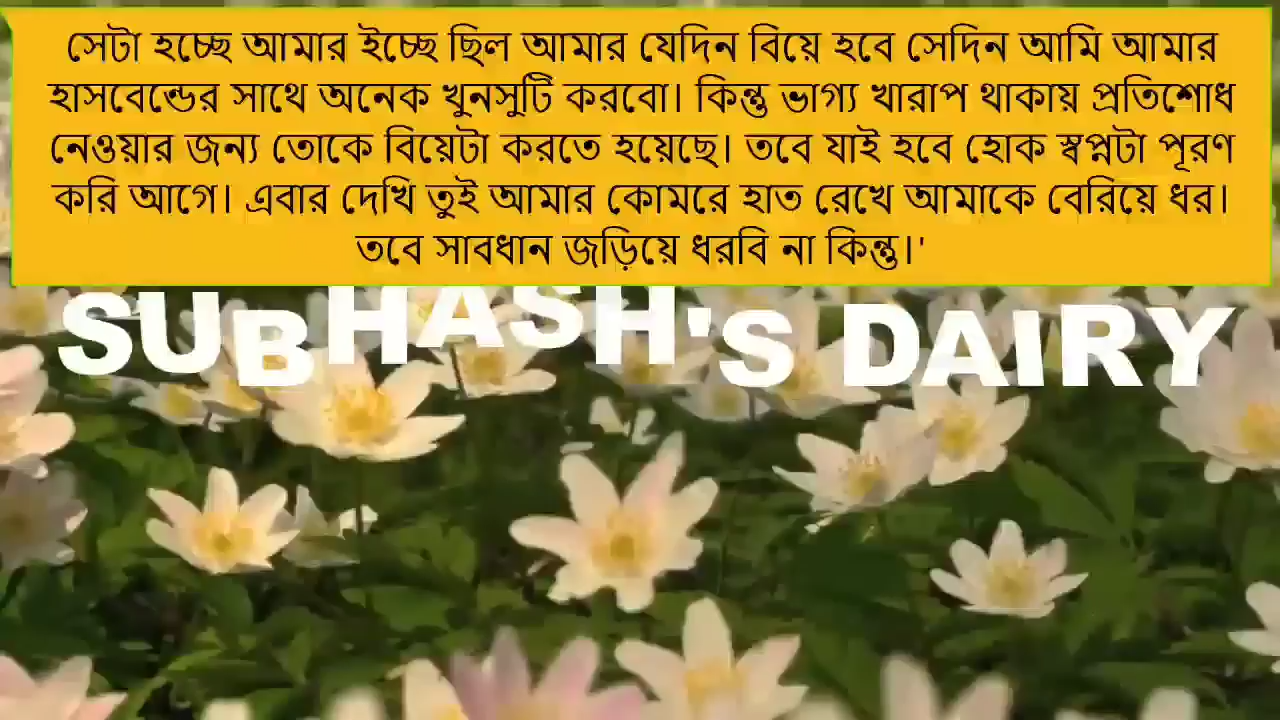 সেটা হচ্ছে আমার ইচ্ছে ছিল আমার যেদিন বিয়ে হবে সেদিন আমি আমার
হাসবেন্ডের সাথে অনেক খুনসুটি করবো। কিন্তু ভাগ্য খারাপ থাকায় প্রতিশোধ
নেওয়ার জন্য তোকে বিয়েটা করতে হয়েছে। তবে যাই হবে হোক স্বপ্নটা পূরণ
করি আগে। এবার দেখি তুই আমার কোমরে হাত রেখে আমাকে বেরিয়ে ধর।
তবে সাবধান জড়িয়ে ধরবি না কিন্তু।'
SUBHASH'S DAIRY